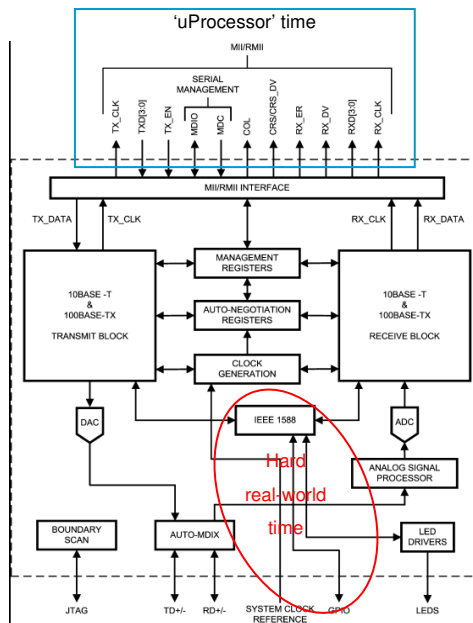 ‘uProcessor’ time
MII/RMII
SERIAL
MANAGEMENT
TX_CLK
TXD[3:0]
TX_EN
MDIO
MDC
COL
CRS/CRS_DV
RX_ER
RX_DV
RXD[3:0]
RX_CLK
MII/RMII INTERFACE
TX_DATA
TX_CLK
RX_CLK
RX_DATA
10BASE -T
&
100BASE-TX
TRANSMIT BLOCK
MANAGEMENT
REGISTERS
AUTO-NEGOTIATION
REGISTERS
CLOCK
GENERATION
10BASE -T
&
100BASE-TX
RECEIVE BLOCK
DAC
IEEE 1588
ADC
Hard
real-world
time
ANALOG SIGNAL
PROCESSOR
BOUNDARY
SCAN
AUTO-MDIX
LED
DRIVERS
JTAG
TD+/-
RD+/-
SYSTEM CLOCK
REFERENCE
GPIO
LEDS